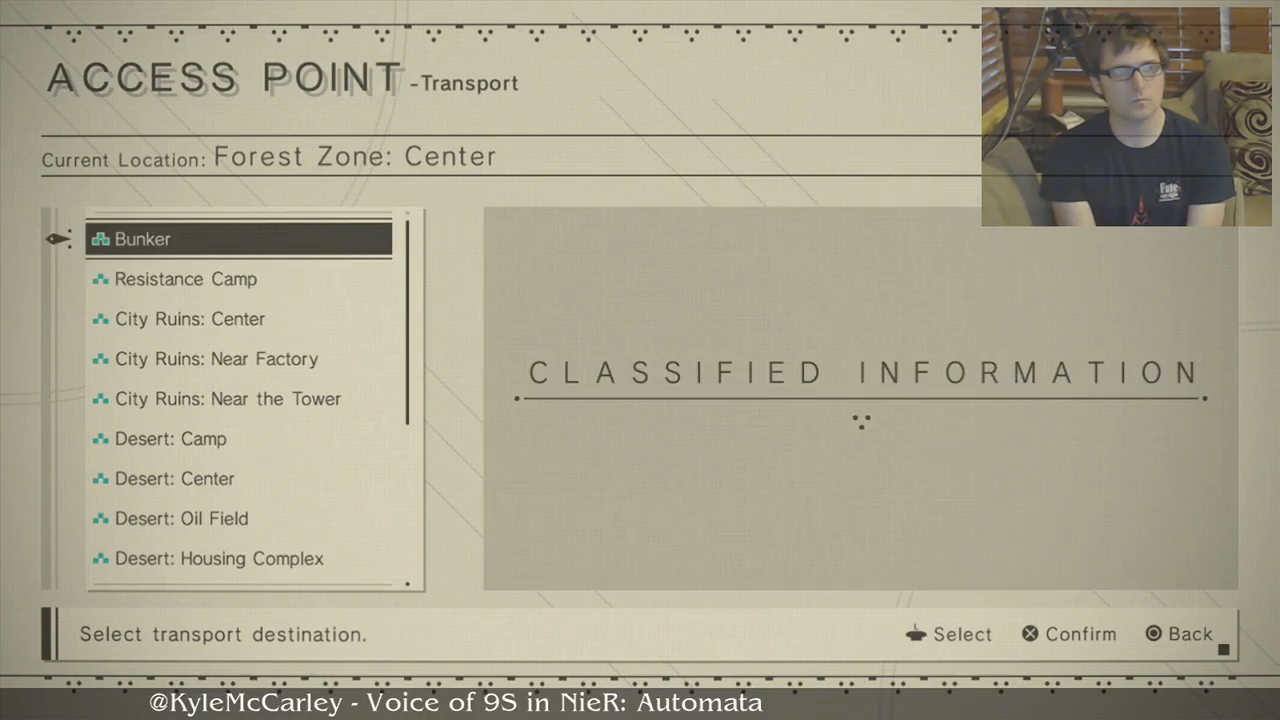 ACCESS POINT -Transport
Current Location: Forest Zone: Center
Bunker
Resistance Camp
City Ruins: Center
City Ruins: Near Factory
City Ruins: Near the Tower
Desert: Camp
Desert: Center
Desert: Oil Field
Desert: Housing Complex
CLASSIFIED INFORMATION
Select transport destination.
Select Confirm Back
@KyleMcCarley - Voice of 9S in NieR: Automata